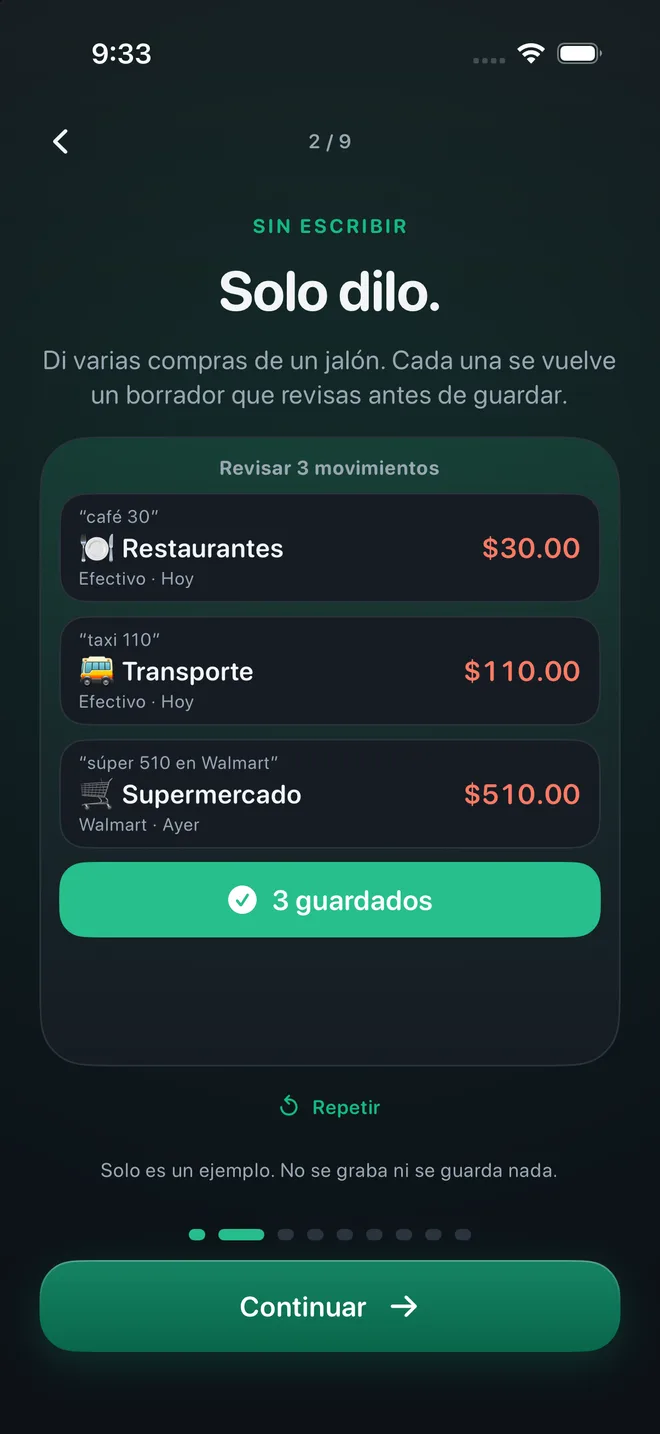 9:33
2 / 9
SIN ESCRIBIR
Solo dilo.
Di varias compras de un jalón. Cada una se vuelve
un borrador que revisas antes de guardar.
Revisar 3 movimientos
“café 30”
Restaurantes
$30.00
Efectivo · Hoy
“taxi 110”
Transporte
$110.00
Efectivo · Hoy
“súper 510 en Walmart”
Supermercado
$510.00
Walmart · Ayer
3 guardados
Repetir
Solo es un ejemplo. No se graba ni se guarda nada.
Continuar